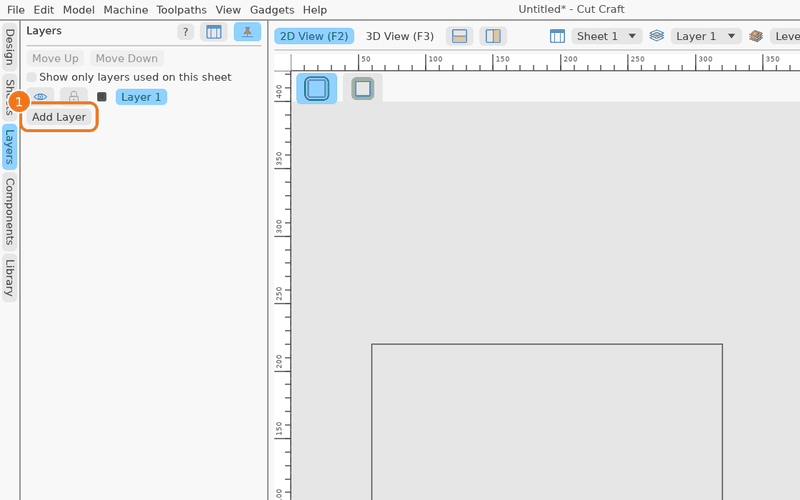 File Edit Model Machine Toolpaths View Gadgets Help Untitled* - Cut Craft
Layers ?
Move Up Move Down
Show only layers used on this sheet
Layer 1
1
Add Layer
Design
Layers
Components
Library
2D View (F2) 3D View (F3) Sheet 1 Layer 1 Leve
50 100 150 200 250 300 350
400
350
300
250
200
150